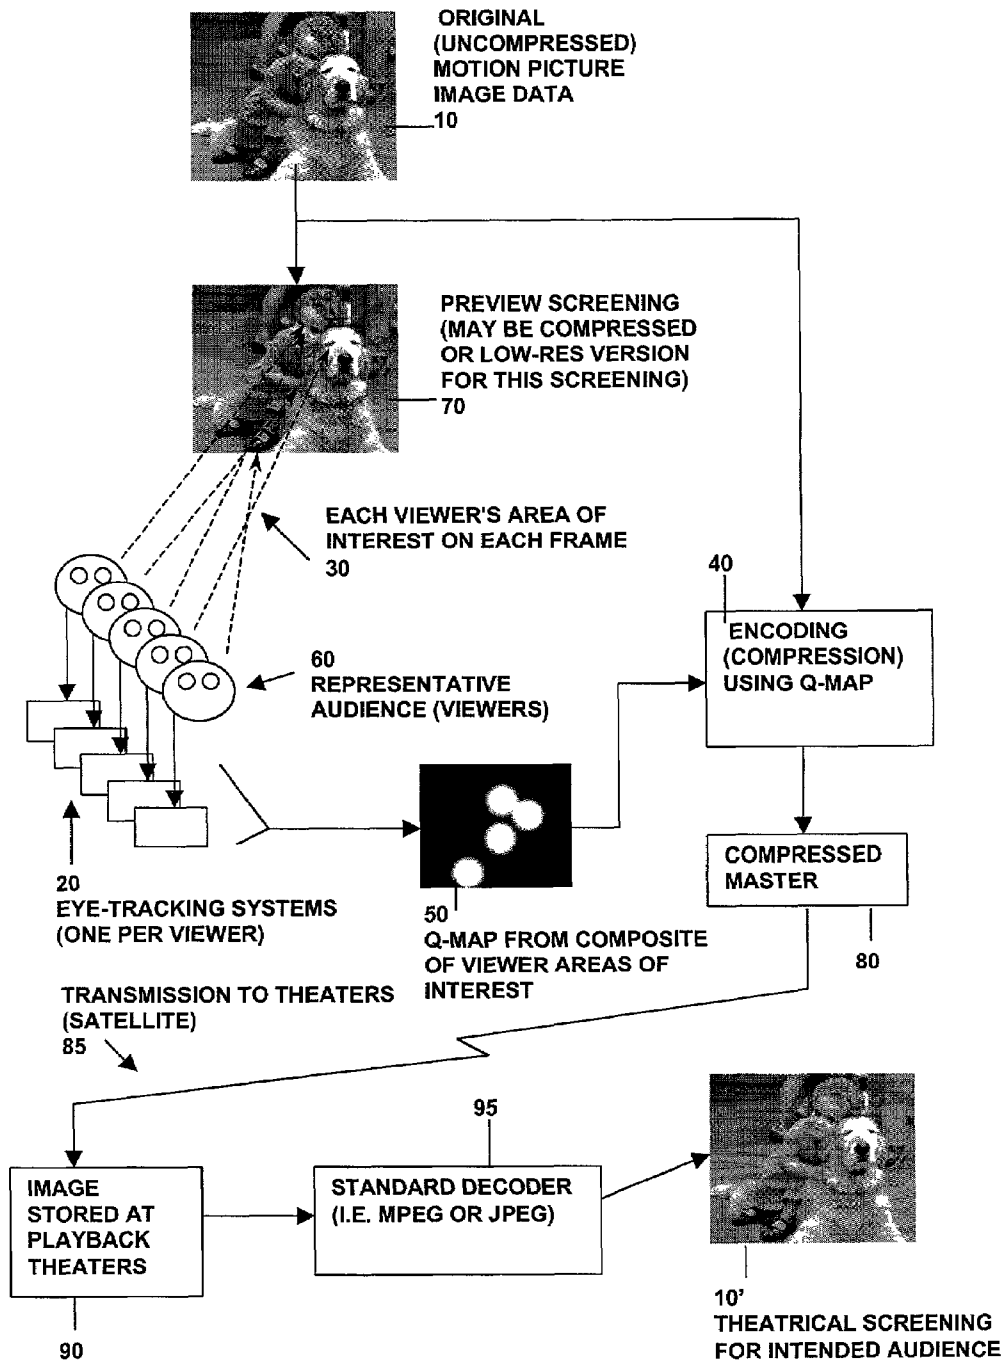 ORIGINAL
(UNCOMPRESSED)
MOTION PICTURE
IMAGE DATA
10
PREVIEW SCREENING
(MAY BE COMPRESSED
OR LOW-RES VERSION
FOR THIS SCREENING)
70
EACH VIEWER'S AREA OF
INTEREST ON EACH FRAME
30
40
ENCODING
(COMPRESSION)
USING Q-MAP
60
REPRESENTATIVE
AUDIENCE (VIEWERS)
COMPRESSED
MASTER
80
20
EYE-TRACKING SYSTEMS
(ONE PER VIEWER)
50
Q-MAP FROM COMPOSITE
OF VIEWER AREAS OF
INTEREST
TRANSMISSION TO THEATERS
(SATELLITE)
85
95
IMAGE
STORED AT
PLAYBACK
THEATERS
90
STANDARD DECODER
(I.E. MPEG OR JPEG)
10'
THEATRICAL SCREENING
FOR INTENDED AUDIENCE